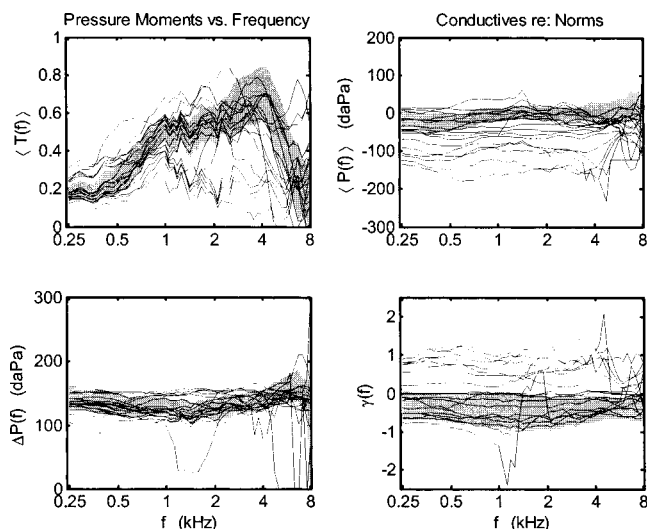 Pressure Moments vs. Frequency
Conductives re: Norms
⟨ T(f) ⟩
1
0.8
0.6
0.4
0.2
0
0.25 0.5 1 2 4 8
⟨ P(f) ⟩ (daPa)
200
100
0
-100
-200
-300
0.25 0.5 1 2 4 8
ΔP(f) (daPa)
300
200
100
0
0.25 0.5 1 2 4 8
f (kHz)
γ(f)
2
1
0
-1
-2
0.25 0.5 1 2 4 8
f (kHz)